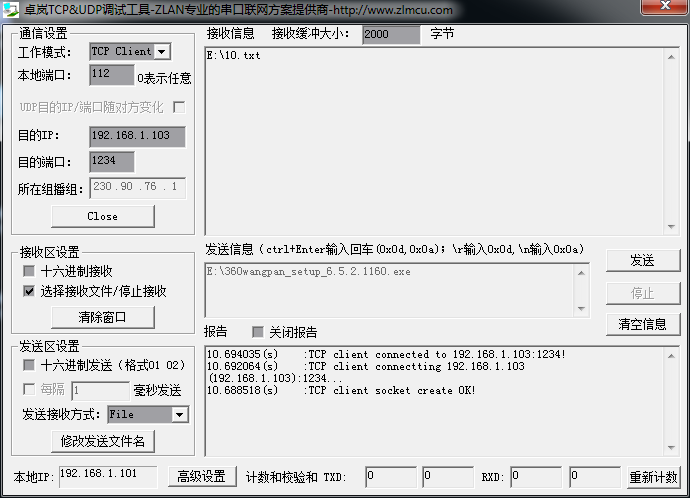 卓岚TCP&UDP调试工具-ZLAN专业的串口联网方案提供商-http://www.zlmcu.com
通信设置
工作模式: TCP Client
本地端口: 112 0表示任意
UDP目的IP/端口随对方变化
目的IP: 192.168.1.103
目的端口: 1234
所在组播组: 230 .90 .76 . 1
Close
接收区设置
十六进制接收
选择接收文件/停止接收
清除窗口
发送区设置
十六进制发送（格式01 02）
每隔 1 毫秒发送
发送接收方式: File
修改发送文件名
接收信息 接收缓冲大小: 2000 字节
E:\10.txt
发送信息（ctrl+Enter输入回车(0x0d,0x0a)；\r输入0x0d,\n输入0x0a）
E:\360wangpan_setup_6.5.2.1160.exe
发送
停止
清空信息
报告 关闭报告
10.694035(s) :TCP client connected to 192.168.1.103:1234!
10.692064(s) :TCP client connectting 192.168.1.103
(192.168.1.103):1234...
10.688518(s) :TCP client socket create OK!
本地IP: 192.168.1.101 高级设置 计数和校验和 TXD: 0 0 RXD: 0 0 重新计数